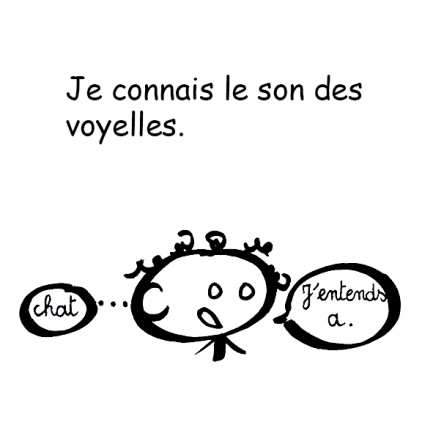 Je connais le son des
voyelles.
chat
J'entends
a.